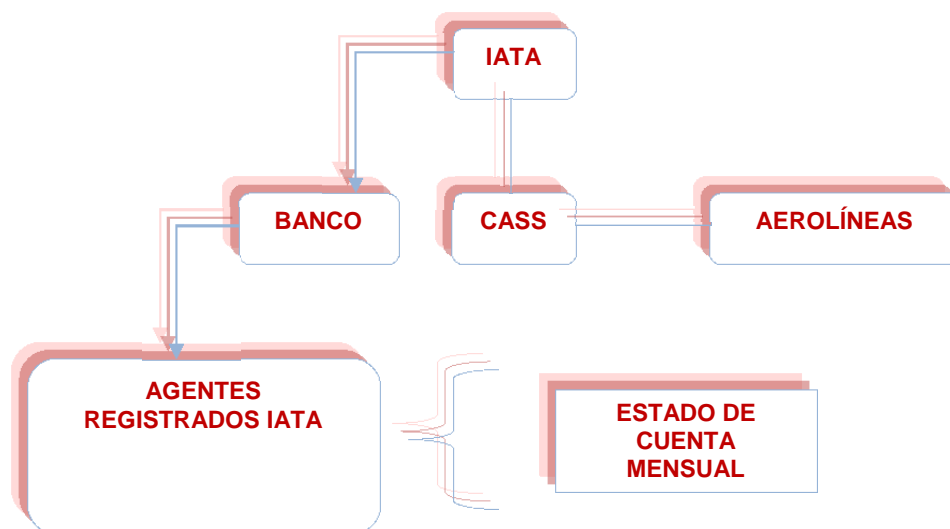 IATA
BANCO
CASS
AEROLÍNEAS
AGENTES
REGISTRADOS IATA
ESTADO DE
CUENTA
MENSUAL